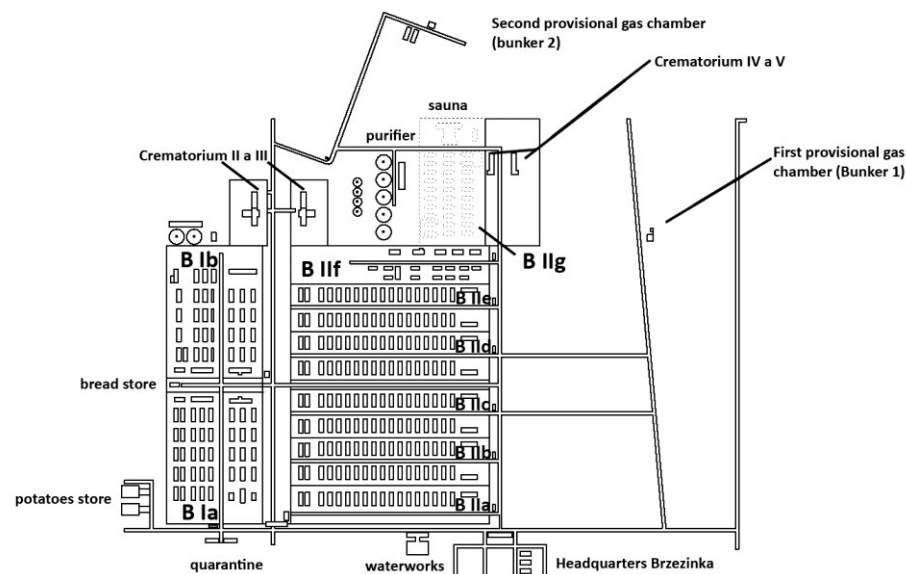 Second provisional gas chamber
(bunker 2)
Crematorium IV a V
sauna
purifier
Crematorium II a III
First provisional gas
chamber (Bunker 1)
B Ib
B IIf
B IIg
B IIe
B IId
bread store
B IIc
B IIb
potatoes store
B Ia
B IIa
quarantine
waterworks
Headquarters Brzezinka